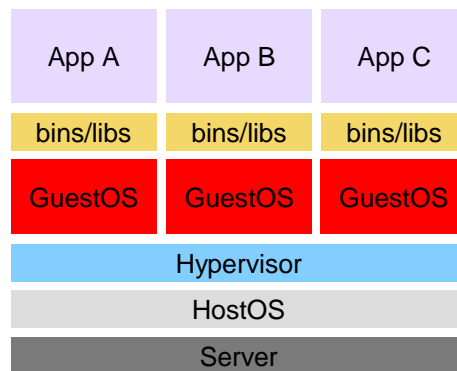 App A App B App C
bins/libs bins/libs bins/libs
GuestOS GuestOS GuestOS
Hypervisor
HostOS
Server